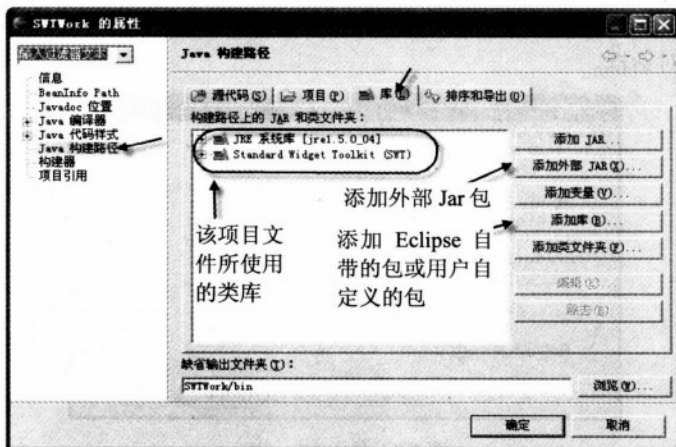 SWTWork 的属性
输入过滤器文本
信息
BeanInfo Path
Javadoc 位置
Java 编译器
Java 代码样式
Java 构建路径
构建器
项目引用
Java 构建路径
源代码(S)
项目(P)
库(L)
排序和导出(O)
构建路径上的 JAR 和类文件夹:
JRE 系统库 [jre1.5.0_04]
Standard Widget Toolkit (SWT)
该项目文
件所使用
的类库
添加外部 Jar 包
添加 Eclipse 自
带的包或用户自
定义的包
添加 JAR...
添加外部 JAR(X)...
添加变量(V)...
添加库(B)...
添加类文件夹(F)...
编辑(E)...
除去(R)
缺省输出文件夹(T):
SWTWork/bin
浏览(W)...
确定
取消